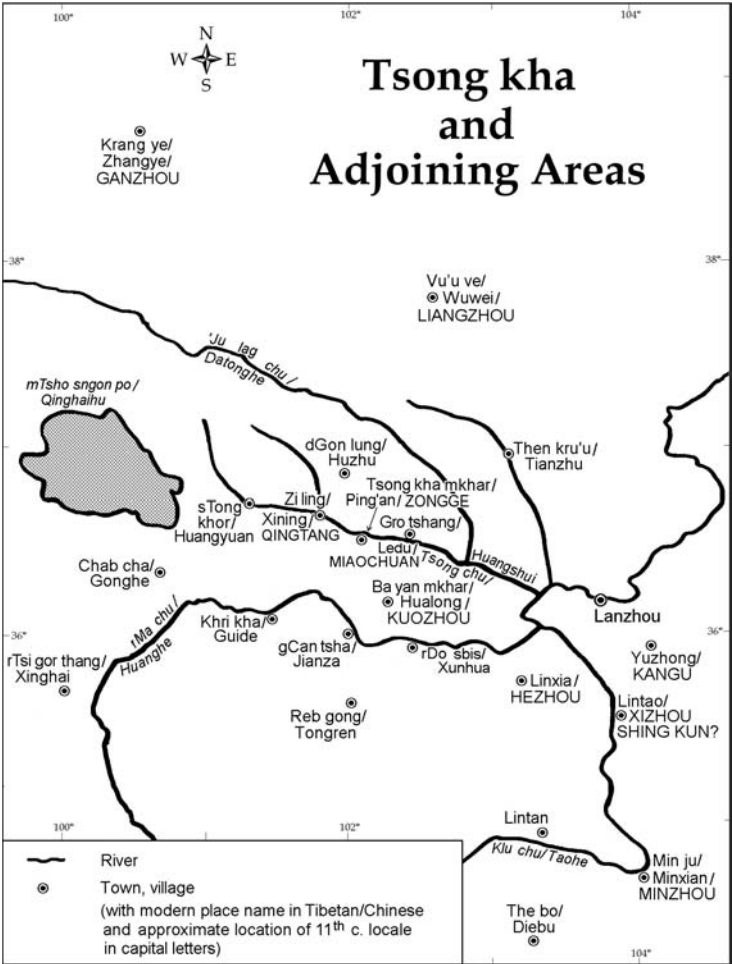 100°
102°
104°
N
W E
S
Tsong kha
and
Adjoining Areas
Krang ye/
Zhangye/
GANZHOU
38°
38°
Vu'u ve/
Wuwei/
LIANGZHOU
'Ju lag chu/
Datonghe
mTsho sngon po/
Qinghaihu
dGon lung/
Huzhu
Then kru'u/
Tianzhu
Tsong kha mkhar/
Ping'an/ ZONGGE
sTong
khor/
Huangyuan
Zi ling/
Xining/
QINGTANG
Gro tshang/
Ledu/
MIAOCHUAN
Tsong chu/
Huangshui
Chab cha/
Gonghe
Ba yan mkhar/
Hualong/
KUOZHOU
Lanzhou
36°
36°
rMa chu/
Huanghe
Khri kha/
Guide
gCan tsha/
Jianza
rDo sbis/
Xunhua
Yuzhong/
KANGU
rTsi gor thang/
Xinghai
Linxia/
HEZHOU
Lintao/
XIZHOU
SHING KUN?
Reb gong/
Tongren
100°
102°
Lintan
Klu chu/Taohe
Min ju/
Minxian/
MINZHOU
The bo/
Diebu
104°
River
Town, village
(with modern place name in Tibetan/Chinese
and approximate location of 11th c. locale
in capital letters)